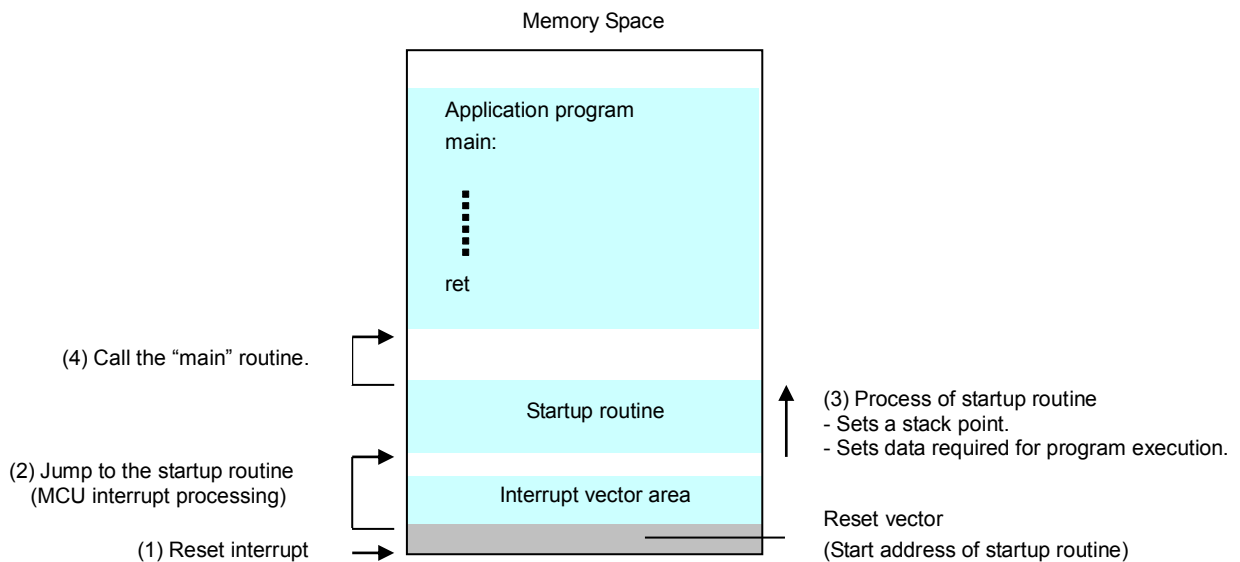 Memory Space
Application program
main:
ret
(4) Call the “main” routine.
Startup routine
(3) Process of startup routine
- Sets a stack point.
- Sets data required for program execution.
(2) Jump to the startup routine
(MCU interrupt processing)
Interrupt vector area
Reset vector
(Start address of startup routine)
(1) Reset interrupt